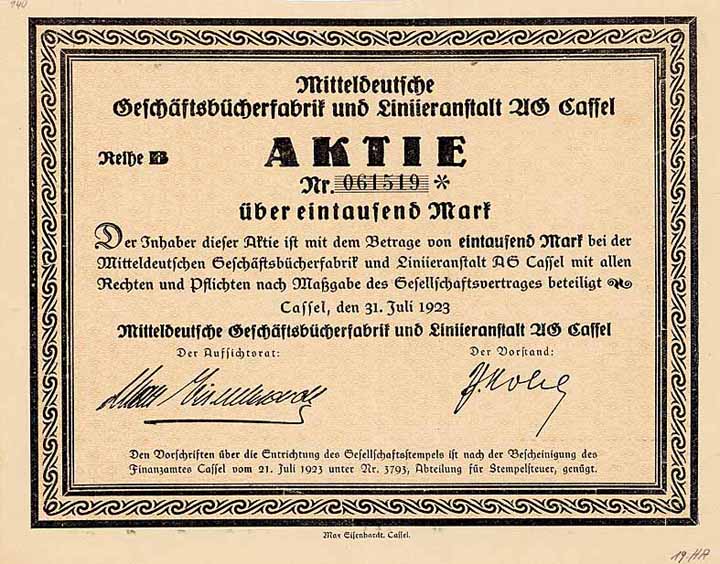 140
Mitteldeutsche
Geschäftsbücherfabrik und Liniieranstalt AG Cassel
Reihe B AKTIE
Nr. 061519 *
über eintausend Mark
Der Inhaber dieser Aktie ist mit dem Betrage von eintausend Mark bei der
Mitteldeutschen Geschäftsbücherfabrik und Liniieranstalt AG Cassel mit allen
Rechten und Pflichten nach Maßgabe des Gesellschaftsvertrages beteiligt
Cassel, den 31. Juli 1923
Mitteldeutsche Geschäftsbücherfabrik und Liniieranstalt AG Cassel
Der Aufsichtsrat: Der Vorstand:
Den Vorschriften über die Entrichtung des Gesellschaftsstempels ist nach der Bescheinigung des
Finanzamtes Cassel vom 21. Juli 1923 unter Nr. 3793, Abteilung für Stempelsteuer, genügt.
Max Eisenhardt, Cassel.